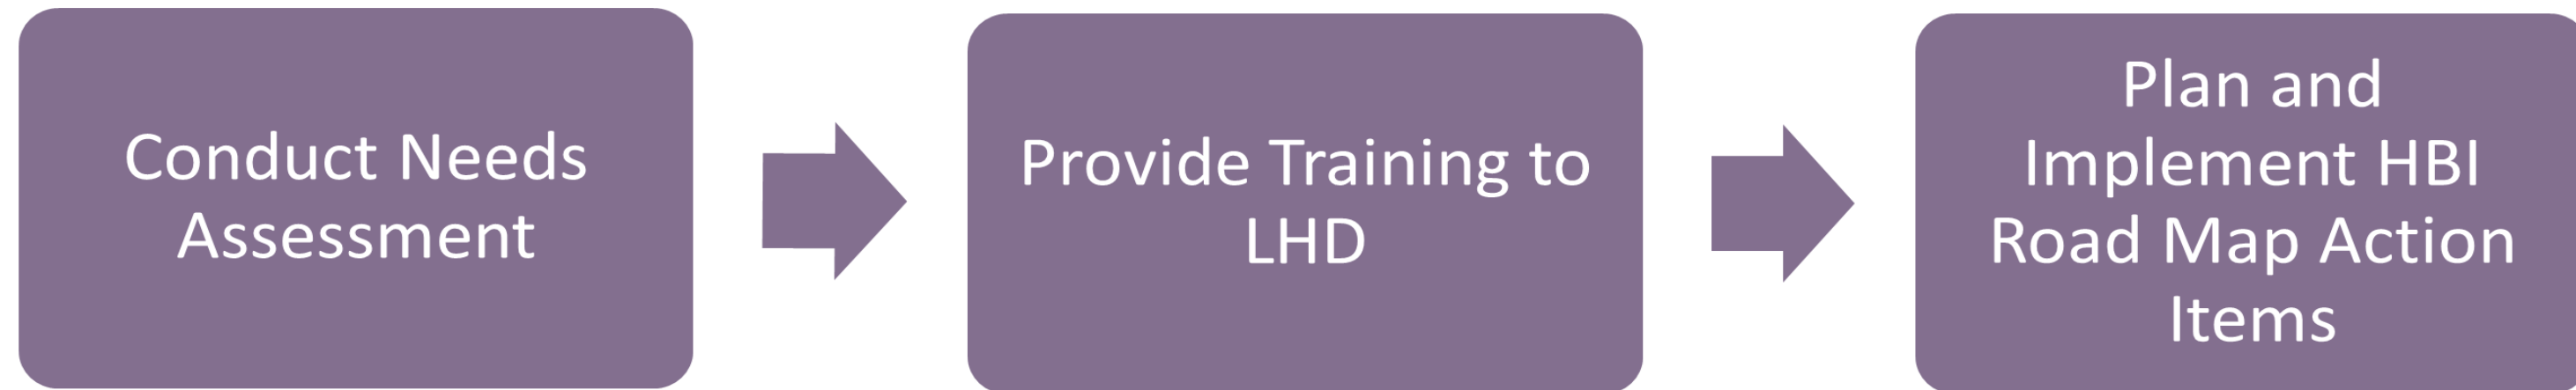 Conduct Needs
Assessment
Provide Training to
LHD
Plan and
Implement HBI
Road Map Action
Items